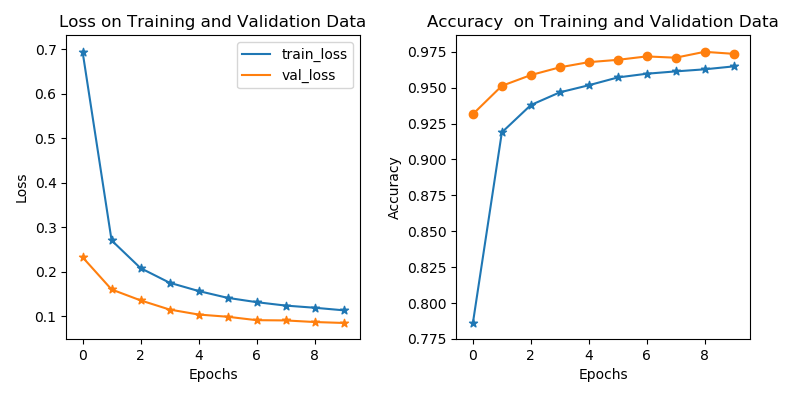 Loss on Training and Validation Data
0.7
0.6
0.5
0.4
0.3
0.2
0.1
Loss
train_loss
val_loss
0 2 4 6 8
Epochs
Accuracy  on Training and Validation Data
0.975
0.950
0.925
0.900
0.875
0.850
0.825
0.800
0.775
Accuracy
0 2 4 6 8
Epochs